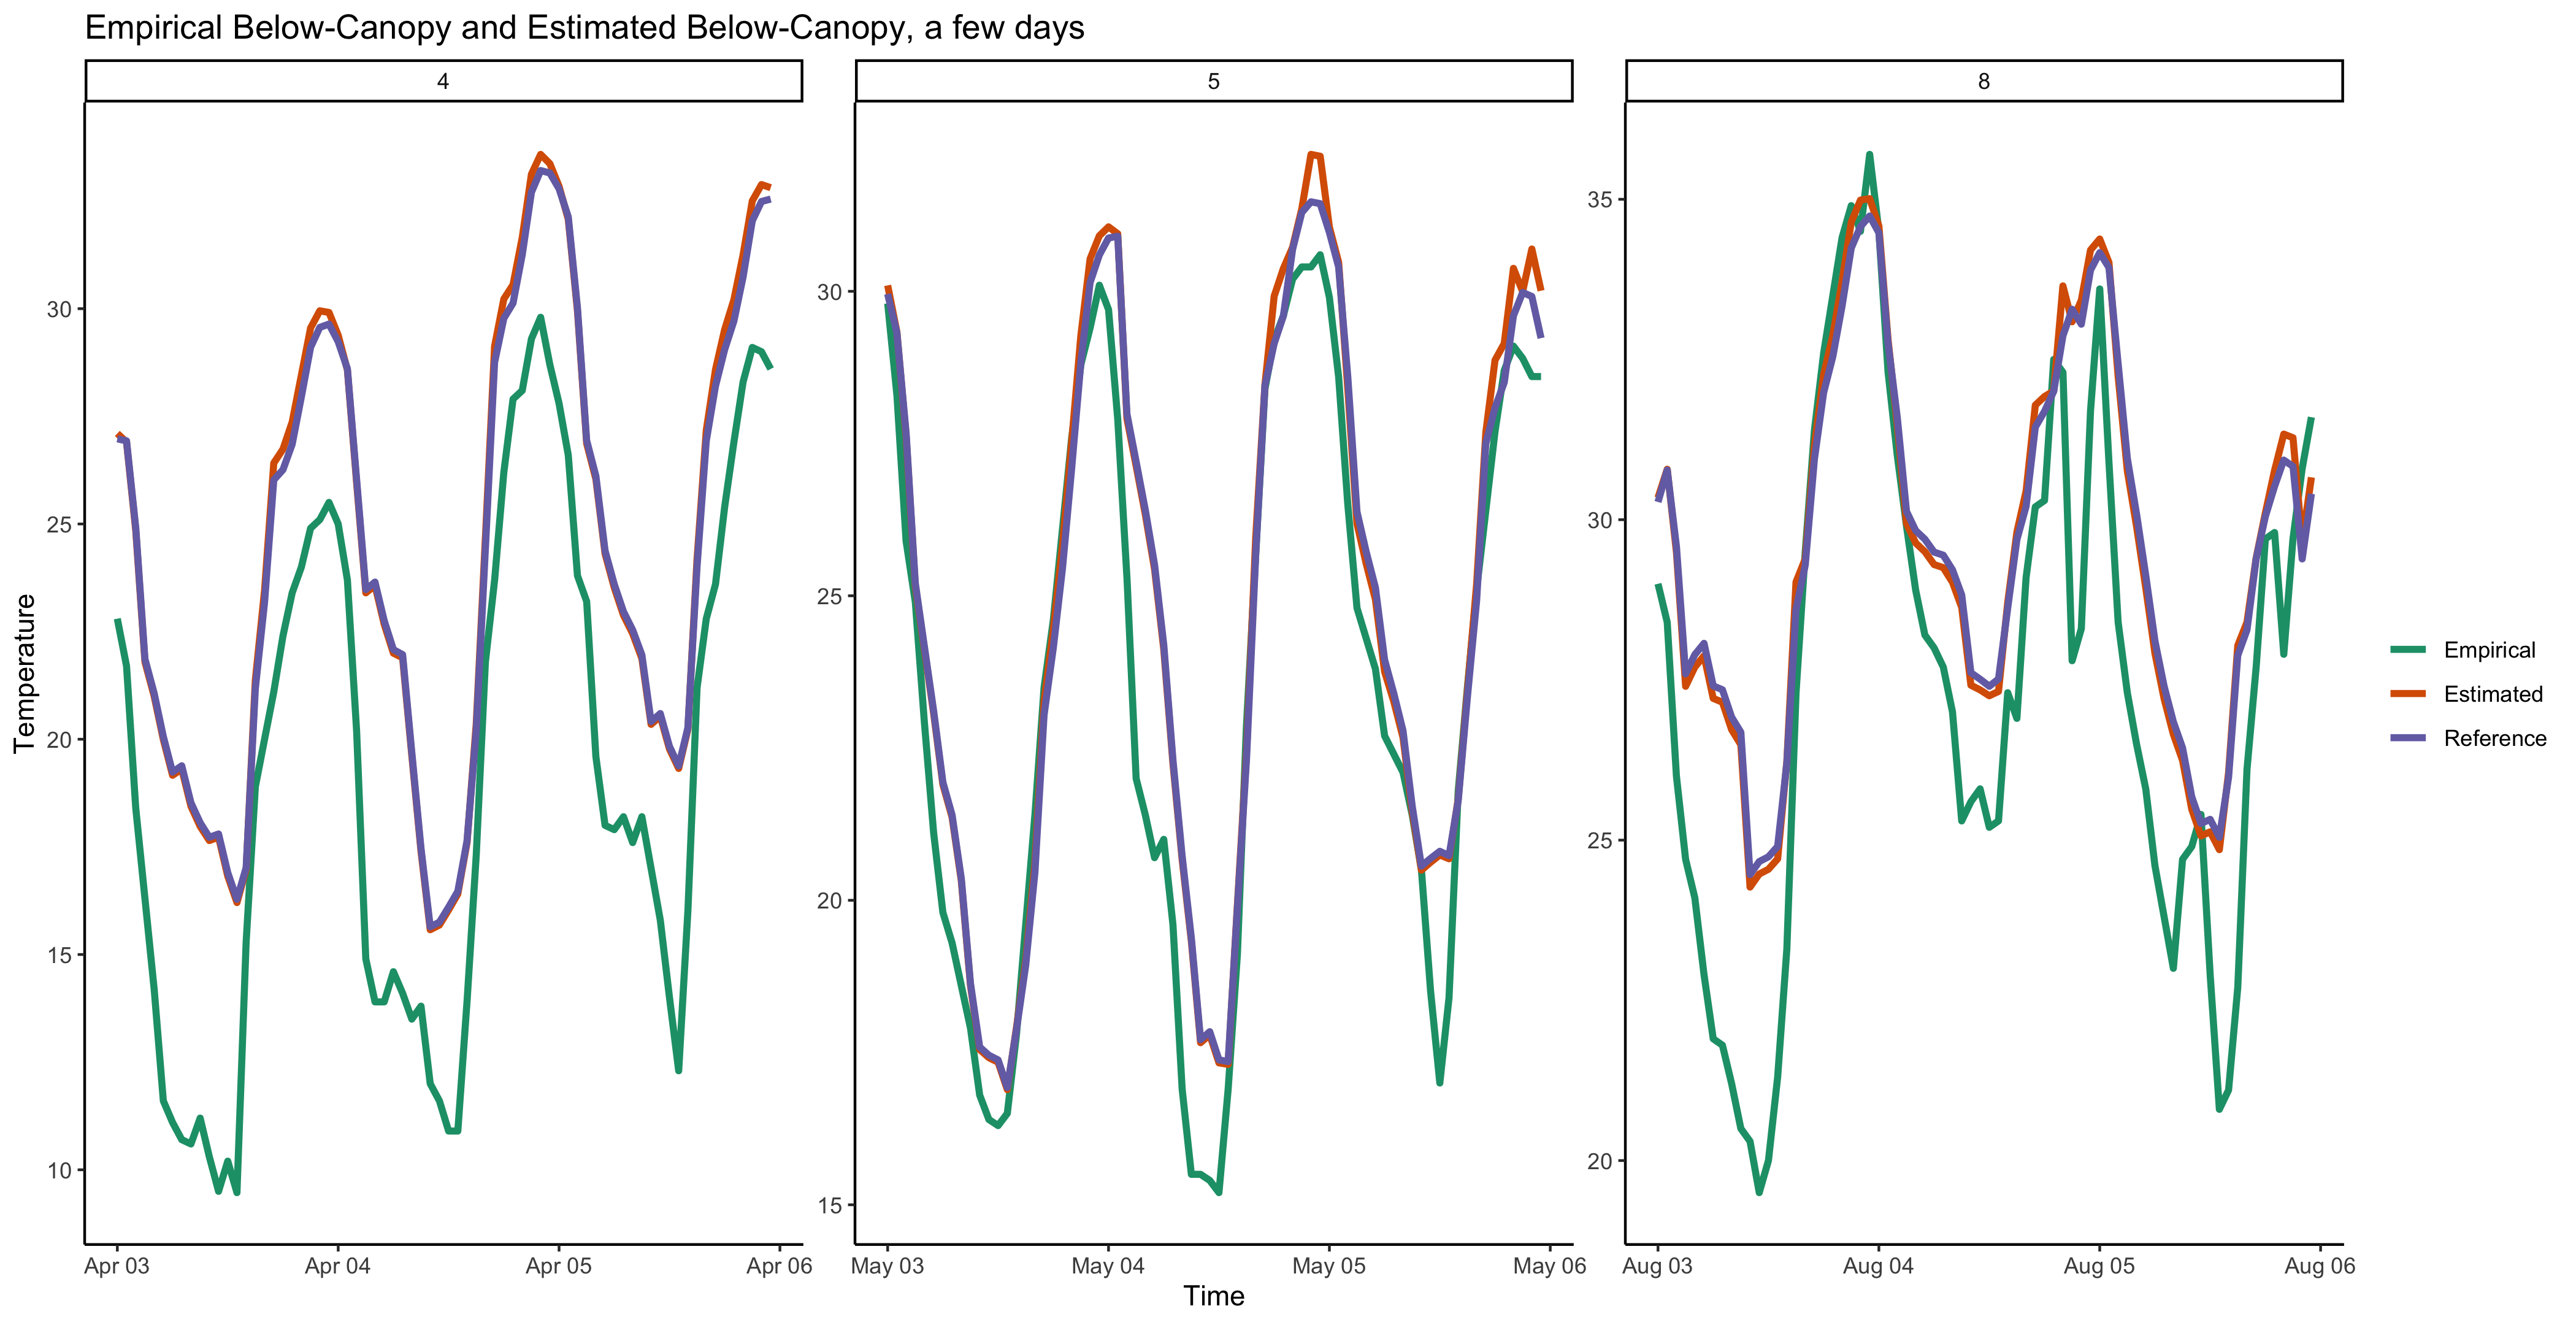 Empirical Below-Canopy and Estimated Below-Canopy, a few days
4
5
8
Temperature
30
25
20
15
10
30
25
20
15
35
30
25
20
Apr 03
Apr 04
Apr 05
Apr 06
May 03
May 04
May 05
May 06
Aug 03
Aug 04
Aug 05
Aug 06
Time
Empirical
Estimated
Reference